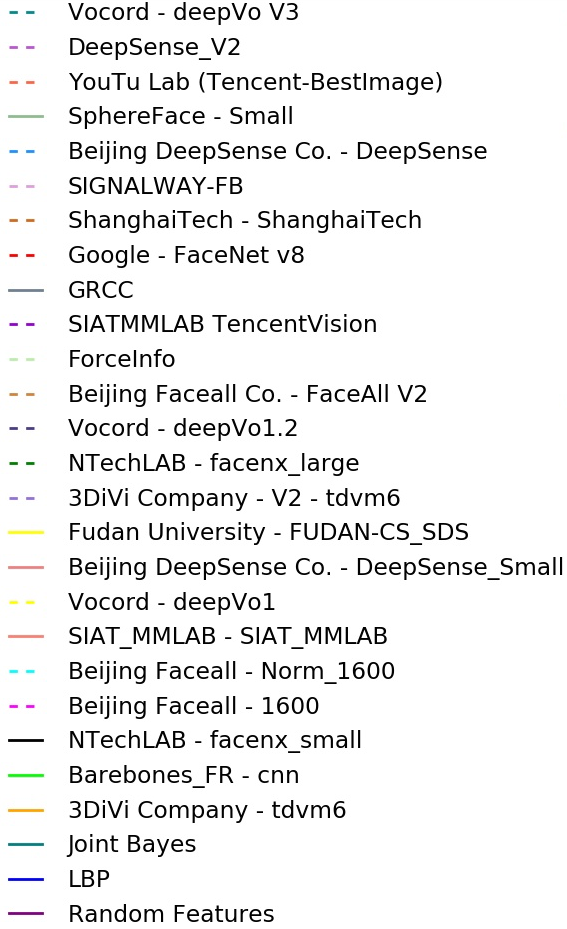 Vocord - deepVo V3
DeepSense_V2
YouTu Lab (Tencent-BestImage)
SphereFace - Small
Beijing DeepSense Co. - DeepSense
SIGNALWAY-FB
ShanghaiTech - ShanghaiTech
Google - FaceNet v8
GRCC
SIATMMLAB TencentVision
ForceInfo
Beijing Faceall Co. - FaceAll V2
Vocord - deepVo1.2
NTechLAB - facenx_large
3DiVi Company - V2 - tdvm6
Fudan University - FUDAN-CS_SDS
Beijing DeepSense Co. - DeepSense_Small
Vocord - deepVo1
SIAT_MMLAB - SIAT_MMLAB
Beijing Faceall - Norm_1600
Beijing Faceall - 1600
NTechLAB - facenx_small
Barebones_FR - cnn
3DiVi Company - tdvm6
Joint Bayes
LBP
Random Features